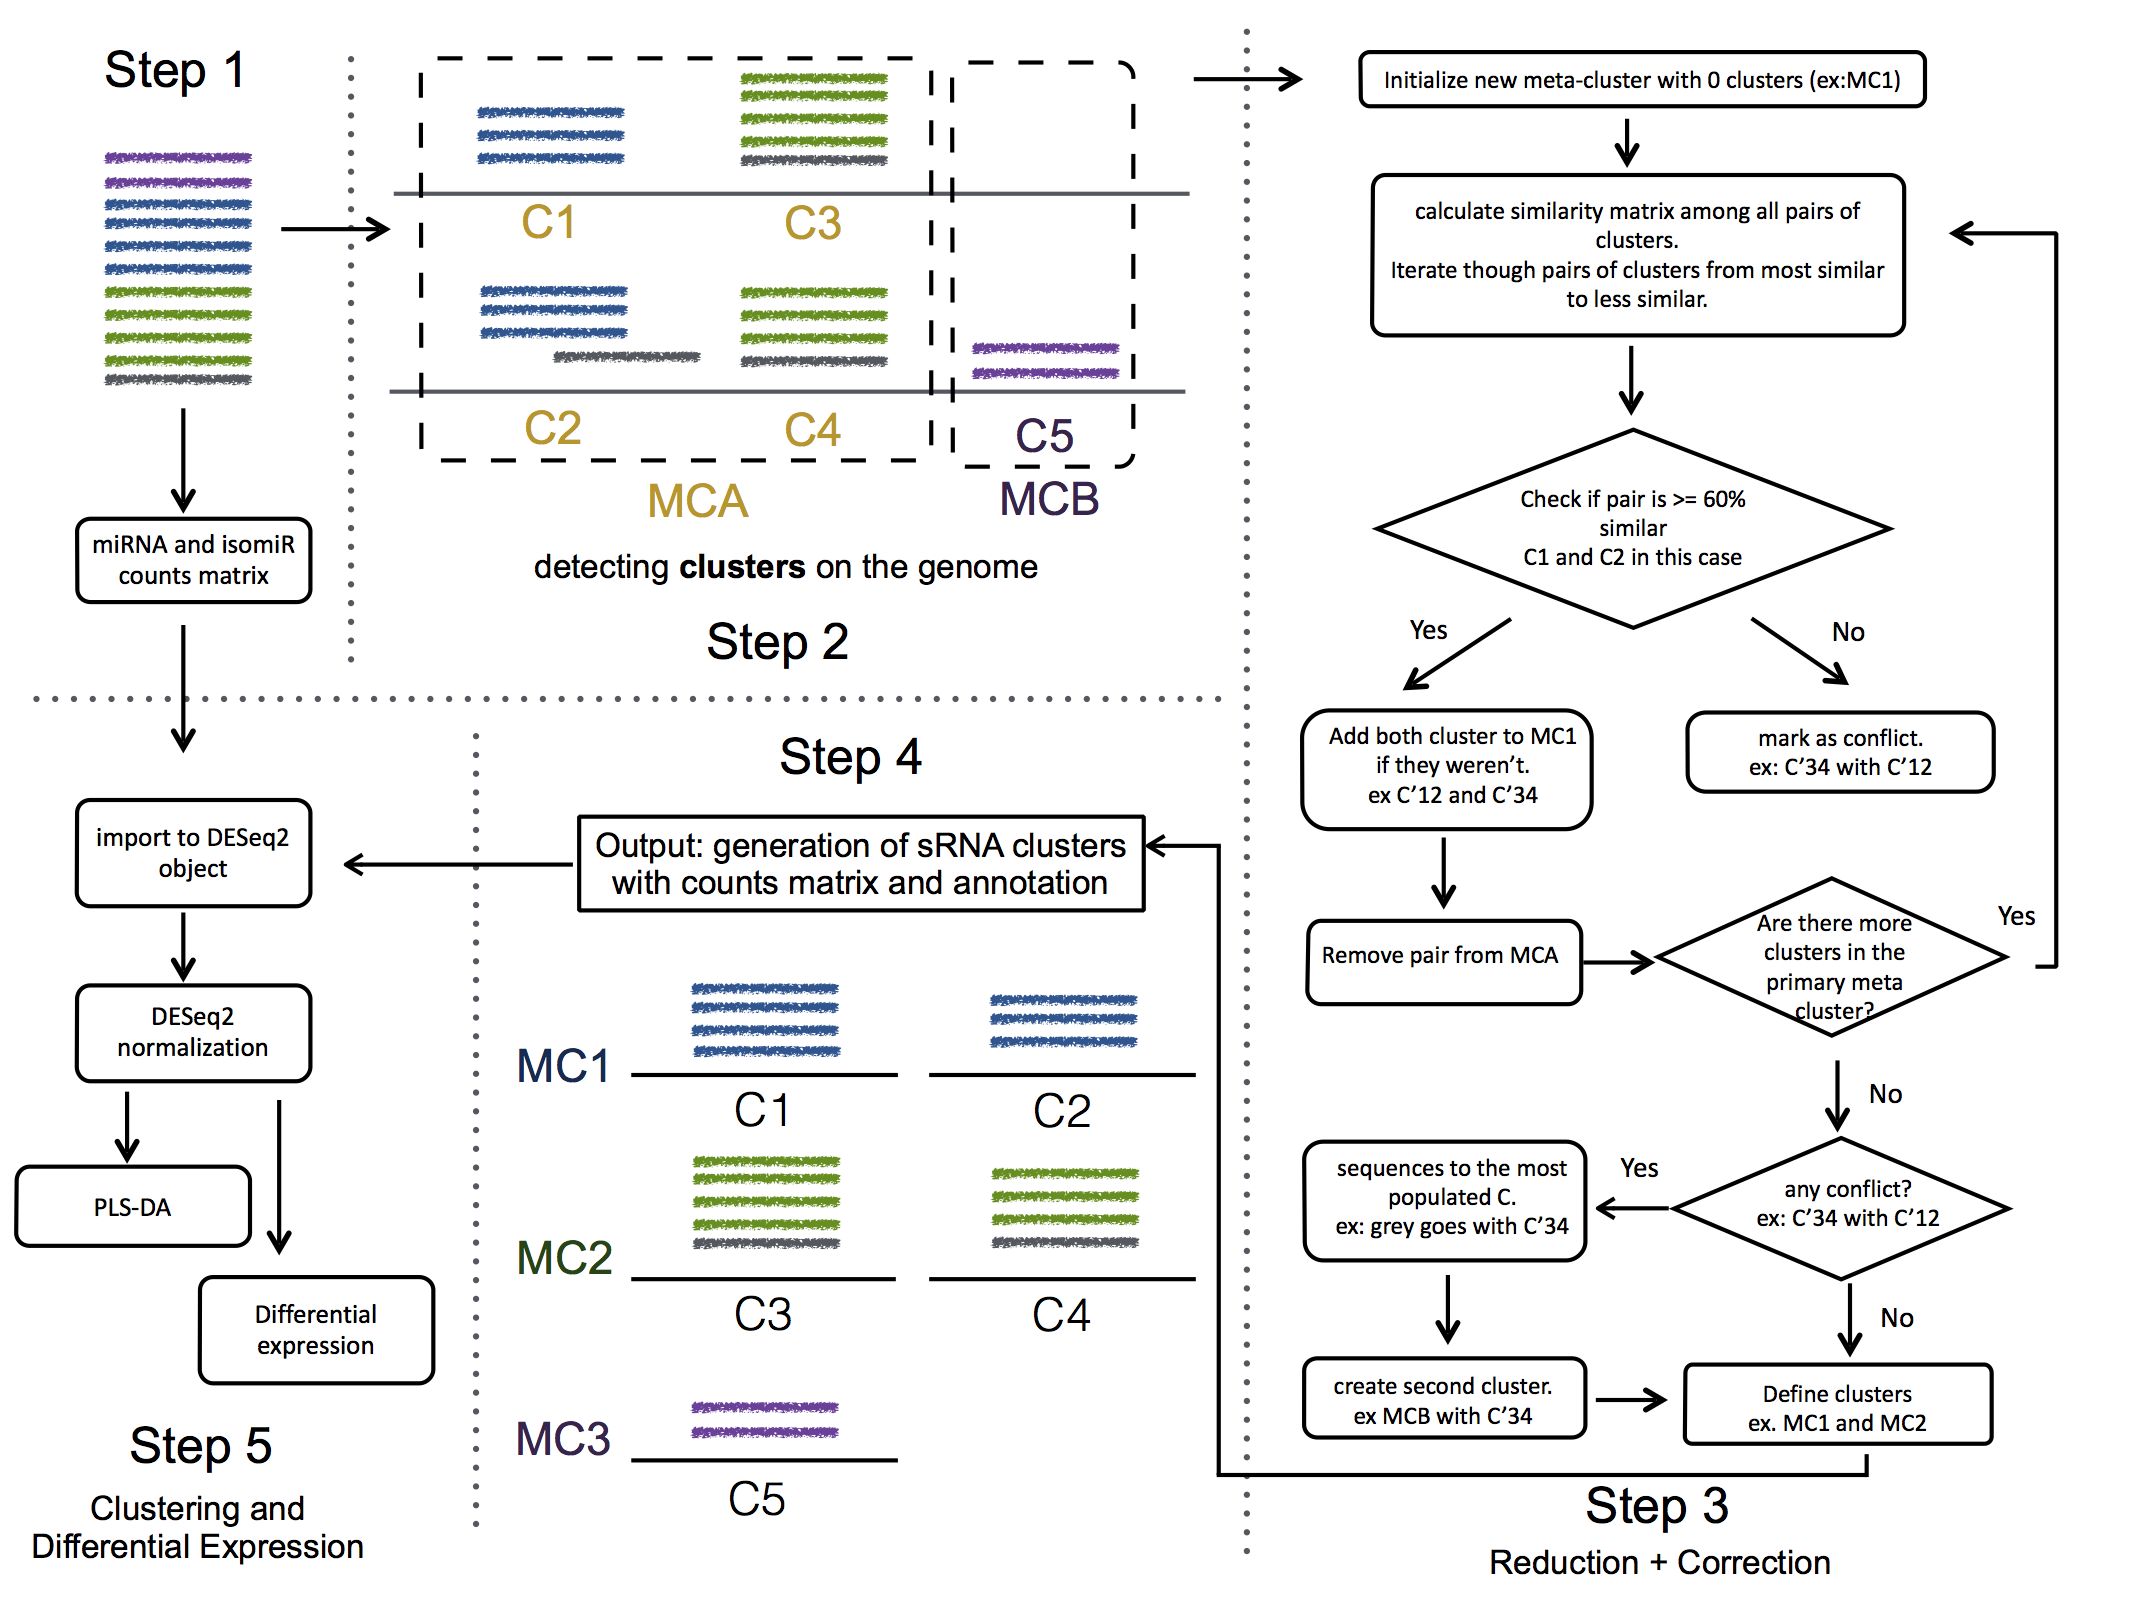 Step 1
miRNA and isomiR
counts matrix
C1
C3
C2
C4
C5
MCA
MCB
detecting clusters on the genome
Step 2
Initialize new meta-cluster with 0 clusters (ex:MC1)
calculate similarity matrix among all pairs of
clusters.
Iterate though pairs of clusters from most similar
to less similar.
Check if pair is >= 60%
similar
C1 and C2 in this case
Yes
No
Add both cluster to MC1
if they weren't.
ex C'12 and C'34
mark as conflict.
ex: C'34 with C'12
Remove pair from MCA
Are there more
clusters in the
primary meta
cluster?
Yes
No
any conflict?
ex: C'34 with C'12
Yes
No
sequences to the most
populated C.
ex: grey goes with C'34
create second cluster.
ex MCB with C'34
Define clusters
ex. MC1 and MC2
Step 3
Reduction + Correction
Step 4
Output: generation of sRNA clusters
with counts matrix and annotation
MC1
C1
C2
MC2
C3
C4
MC3
C5
import to DESeq2
object
DESeq2
normalization
PLS-DA
Differential
expression
Step 5
Clustering and
Differential Expression